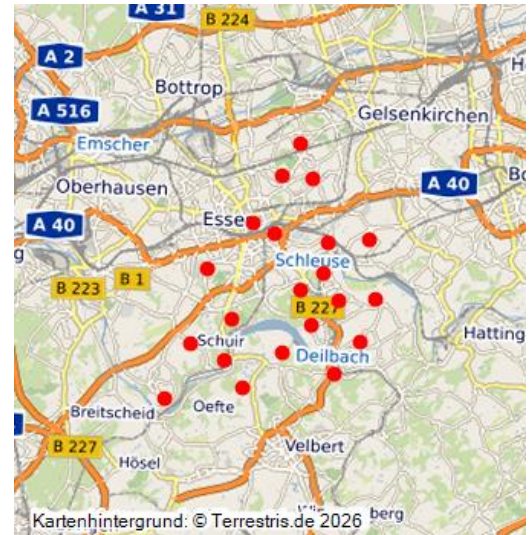 A 31
B 224
A 2
Bottrop
A 516
Gelsenkirchen
Emscher
Oberhausen
A 40
Esse
A 40
Schleuse
B 1
B 223
B 227
Hatting
Schuir
Deilbach
Breitscheid
Oefte
B 227
Velbert
Hösel
berg
Kartenhintergrund: © Terrestris.de 2026